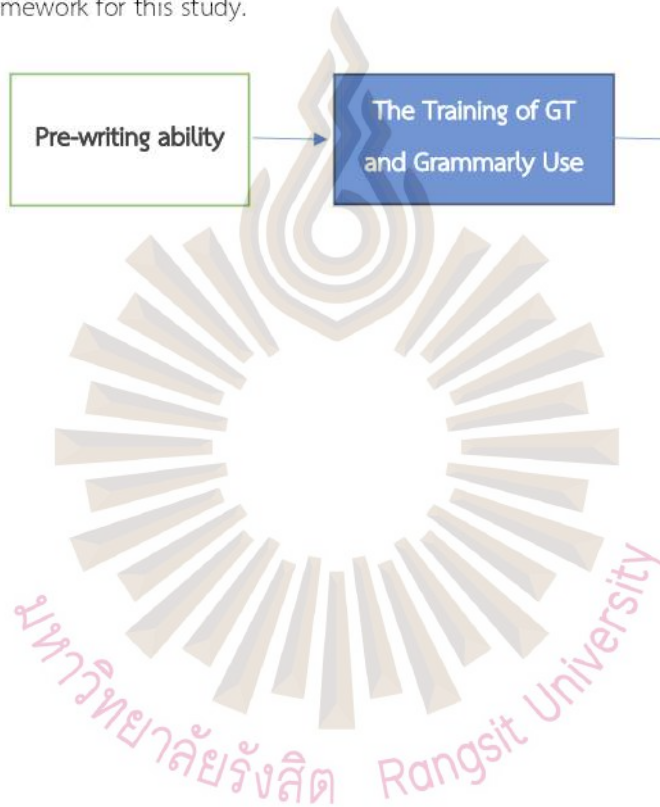 mework for this study.
Pre-writing ability
The Training of GT
and Grammarly Use
มหาวิทยาลัยรังสิต Rangsit University